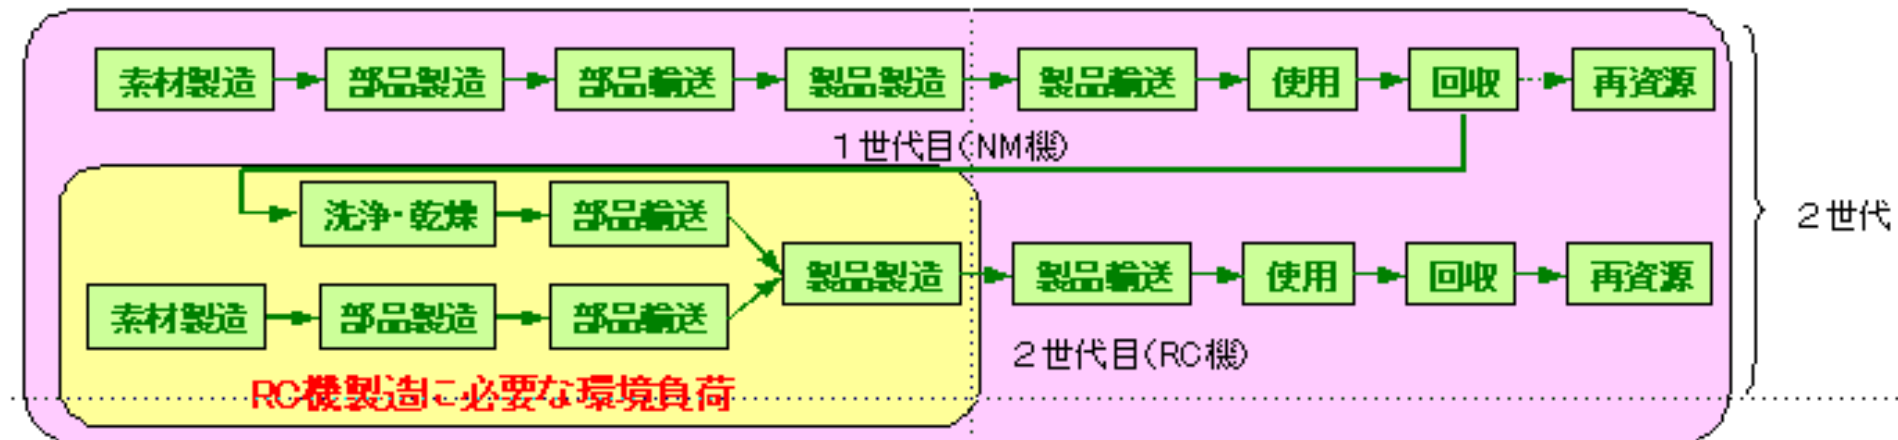 素材製造 部品製造 部品輸送 製品製造 製品輸送 使用 回収 再資源
1世代目(NM機)
洗浄・乾燥 部品輸送
2世代
製品製造 製品輸送 使用 回収 再資源
素材製造 部品製造 部品輸送
2世代目(RC機)
RC機製造に必要な環境負荷